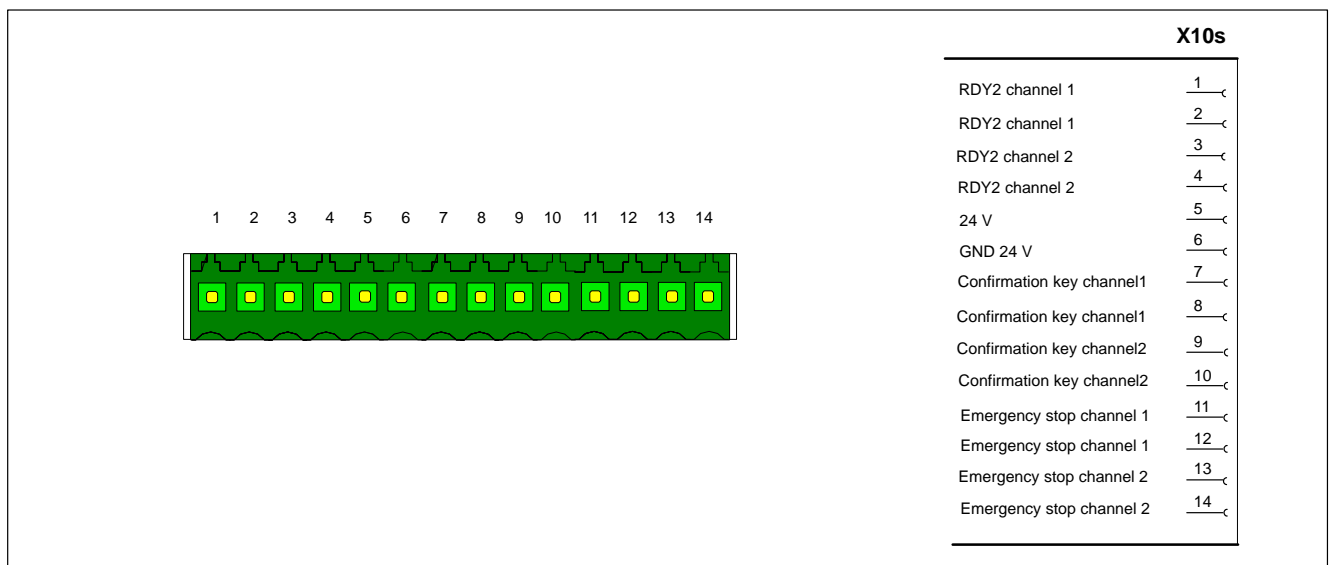 X10s
RDY2 channel 1 1
RDY2 channel 1 2
RDY2 channel 2 3
RDY2 channel 2 4
24 V 5
GND 24 V 6
Confirmation key channel1 7
Confirmation key channel1 8
Confirmation key channel2 9
Confirmation key channel2 10
Emergency stop channel 1 11
Emergency stop channel 1 12
Emergency stop channel 2 13
Emergency stop channel 2 14
1 2 3 4 5 6 7 8 9 10 11 12 13 14